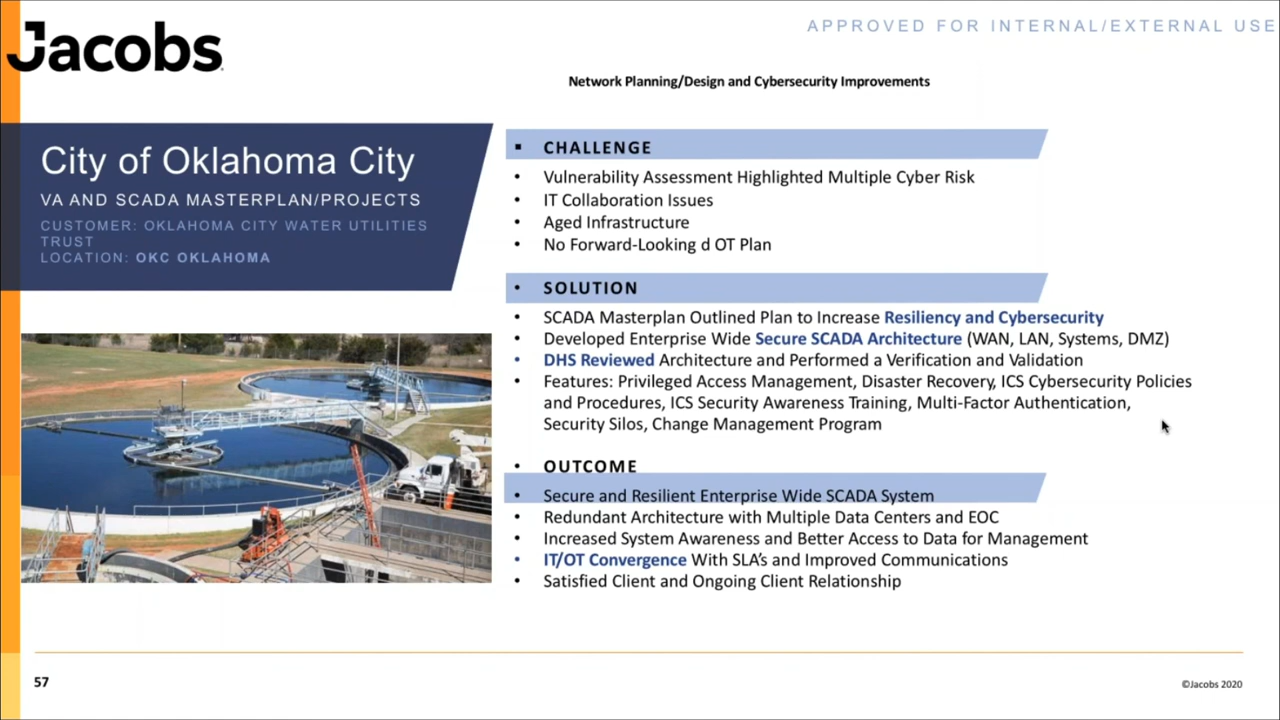 Jacobs
APPROVED FOR INTERNAL/EXTERNAL USE
Network Planning/Design and Cybersecurity Improvements
City of Oklahoma City
VA AND SCADA MASTERPLAN/PROJECTS
CUSTOMER: OKLAHOMA CITY WATER UTILITIES
TRUST
LOCATION: OKC OKLAHOMA
▪ CHALLENGE
• Vulnerability Assessment Highlighted Multiple Cyber Risk
• IT Collaboration Issues
• Aged Infrastructure
• No Forward-Looking d OT Plan
• SOLUTION
• SCADA Masterplan Outlined Plan to Increase Resiliency and Cybersecurity
• Developed Enterprise Wide Secure SCADA Architecture (WAN, LAN, Systems, DMZ)
• DHS Reviewed Architecture and Performed a Verification and Validation
• Features: Privileged Access Management, Disaster Recovery, ICS Cybersecurity Policies
and Procedures, ICS Security Awareness Training, Multi-Factor Authentication,
Security Silos, Change Management Program
• OUTCOME
• Secure and Resilient Enterprise Wide SCADA System
• Redundant Architecture with Multiple Data Centers and EOC
• Increased System Awareness and Better Access to Data for Management
• IT/OT Convergence With SLA’s and Improved Communications
• Satisfied Client and Ongoing Client Relationship
57
©Jacobs 2020